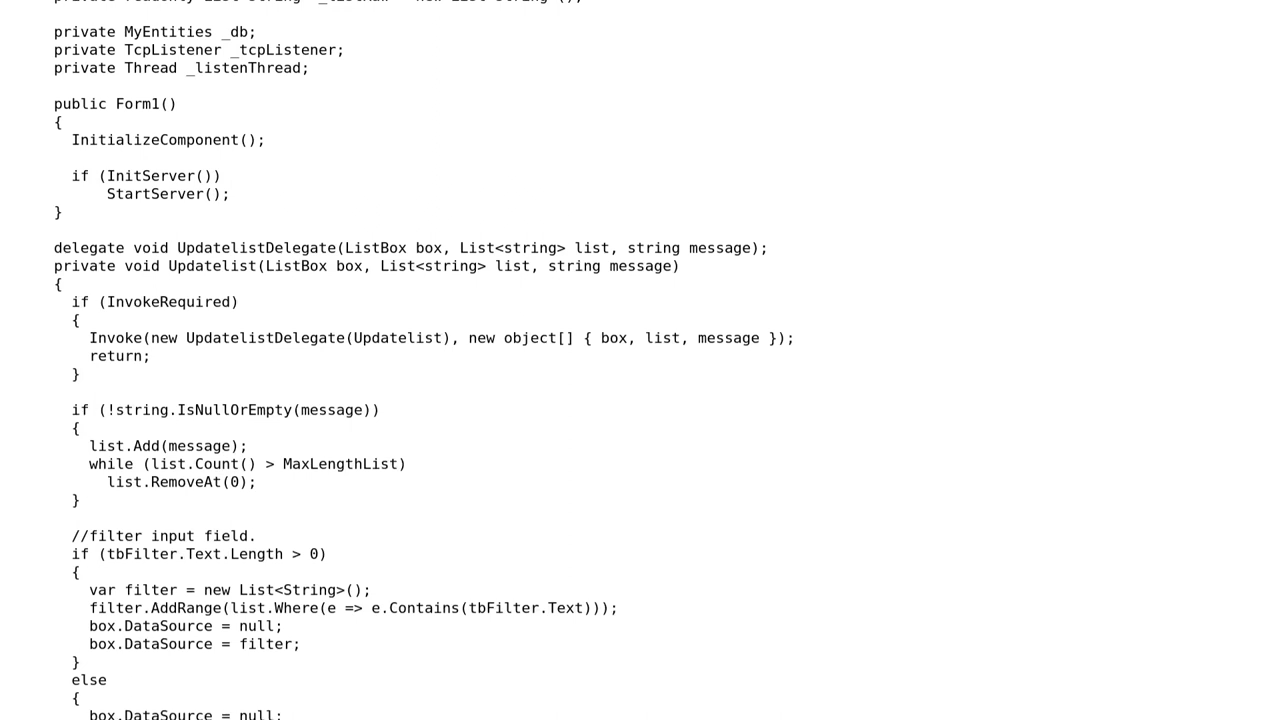 private MyEntities _db;
private TcpListener _tcpListener;
private Thread _listenThread;
public Form1()
{
InitializeComponent();
if (InitServer())
StartServer();
}
delegate void UpdatelistDelegate(ListBox box, List<string> list, string message);
private void Updatelist(ListBox box, List<string> list, string message)
{
if (InvokeRequired)
{
Invoke(new UpdatelistDelegate(Updatelist), new object[] { box, list, message });
return;
}
if (!string.IsNullOrEmpty(message))
{
list.Add(message);
while (list.Count() > MaxLengthList)
list.RemoveAt(0);
}
//filter input field.
if (tbFilter.Text.Length > 0)
{
var filter = new List<String>();
filter.AddRange(list.Where(e => e.Contains(tbFilter.Text)));
box.DataSource = null;
box.DataSource = filter;
}
else
{
box.DataSource = null;